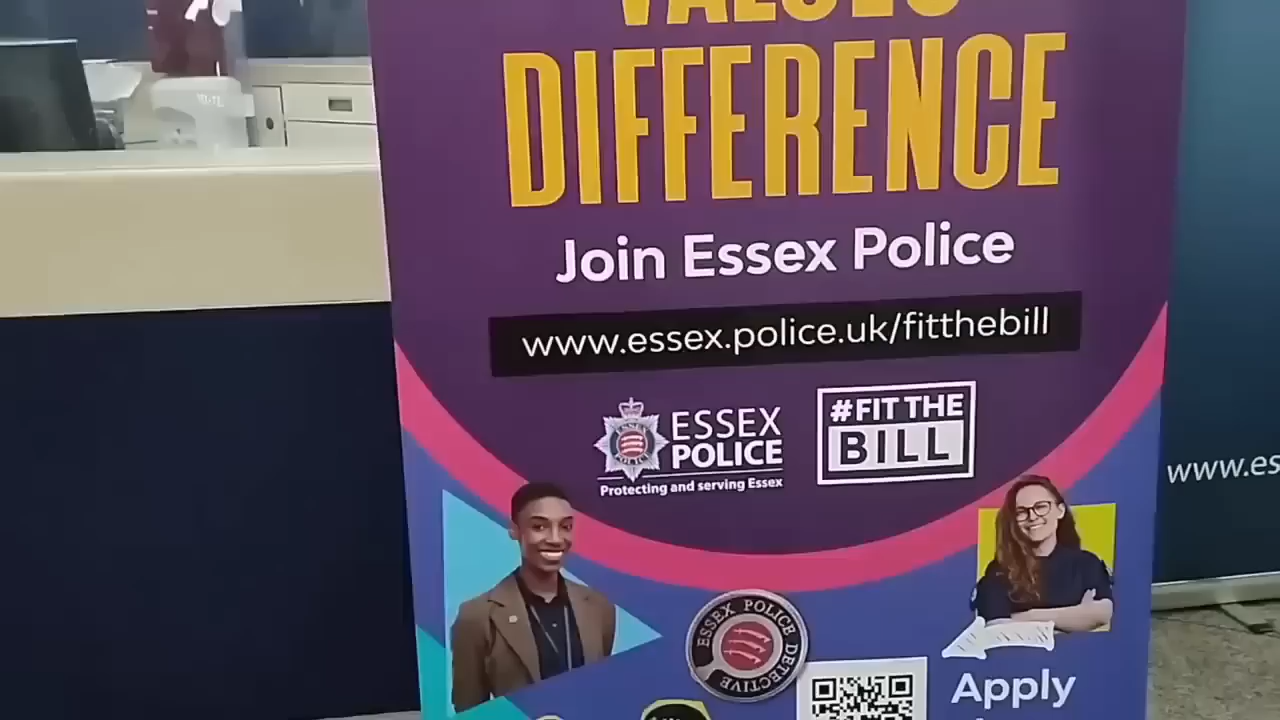 VALUES
DIFFERENCE
Join Essex Police
www.essex.police.uk/fitthebill
ESSEX
POLICE
Protecting and serving Essex
#FIT THE
BILL
www.es
ESSEX POLICE
DETECTIVE
Apply